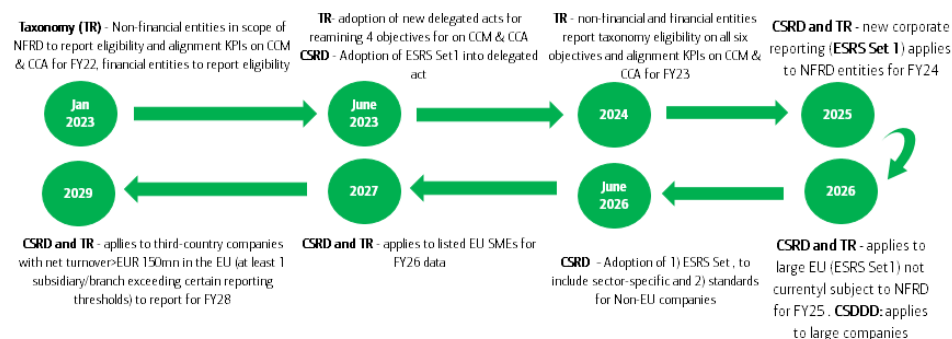 Taxonomy (TR) - Non-financial entities in scope of
NFRD to report eligibility and alignment KPIs on CCM
& CCA for FY22, financial entities to report eligibility
TR- adoption of new delegated acts for
reamining 4 objectives for on CCM & CCA
CSRD - Adoption of ESRS Set1 into delegated
act
TR - non-financial and financial entities
report taxonomy eligibility on all six
objectives and alignment KPIs on CCM &
CCA for FY23
CSRD and TR - new corporate
reporting (ESRS Set 1) applies
to NFRD entities for FY24
Jan
2023
June
2023
2024
2025
2029
2027
June
2026
2026
CSRD and TR - apllies to third-country companies
with net turnover>EUR 150mn in the EU (at least 1
subsidiary/branch exceeding certain reporting
thresholds) to report for FY28
CSRD and TR - applies to listed EU SMEs for
FY26 data
CSRD - Adoption of 1) ESRS Set , to
include sector-specific and 2) standards
for Non-EU companies
CSRD and TR - applies to
large EU (ESRS Set1) not
currentyl subject to NFRD
for FY25 . CSDDD: applies
to large companies